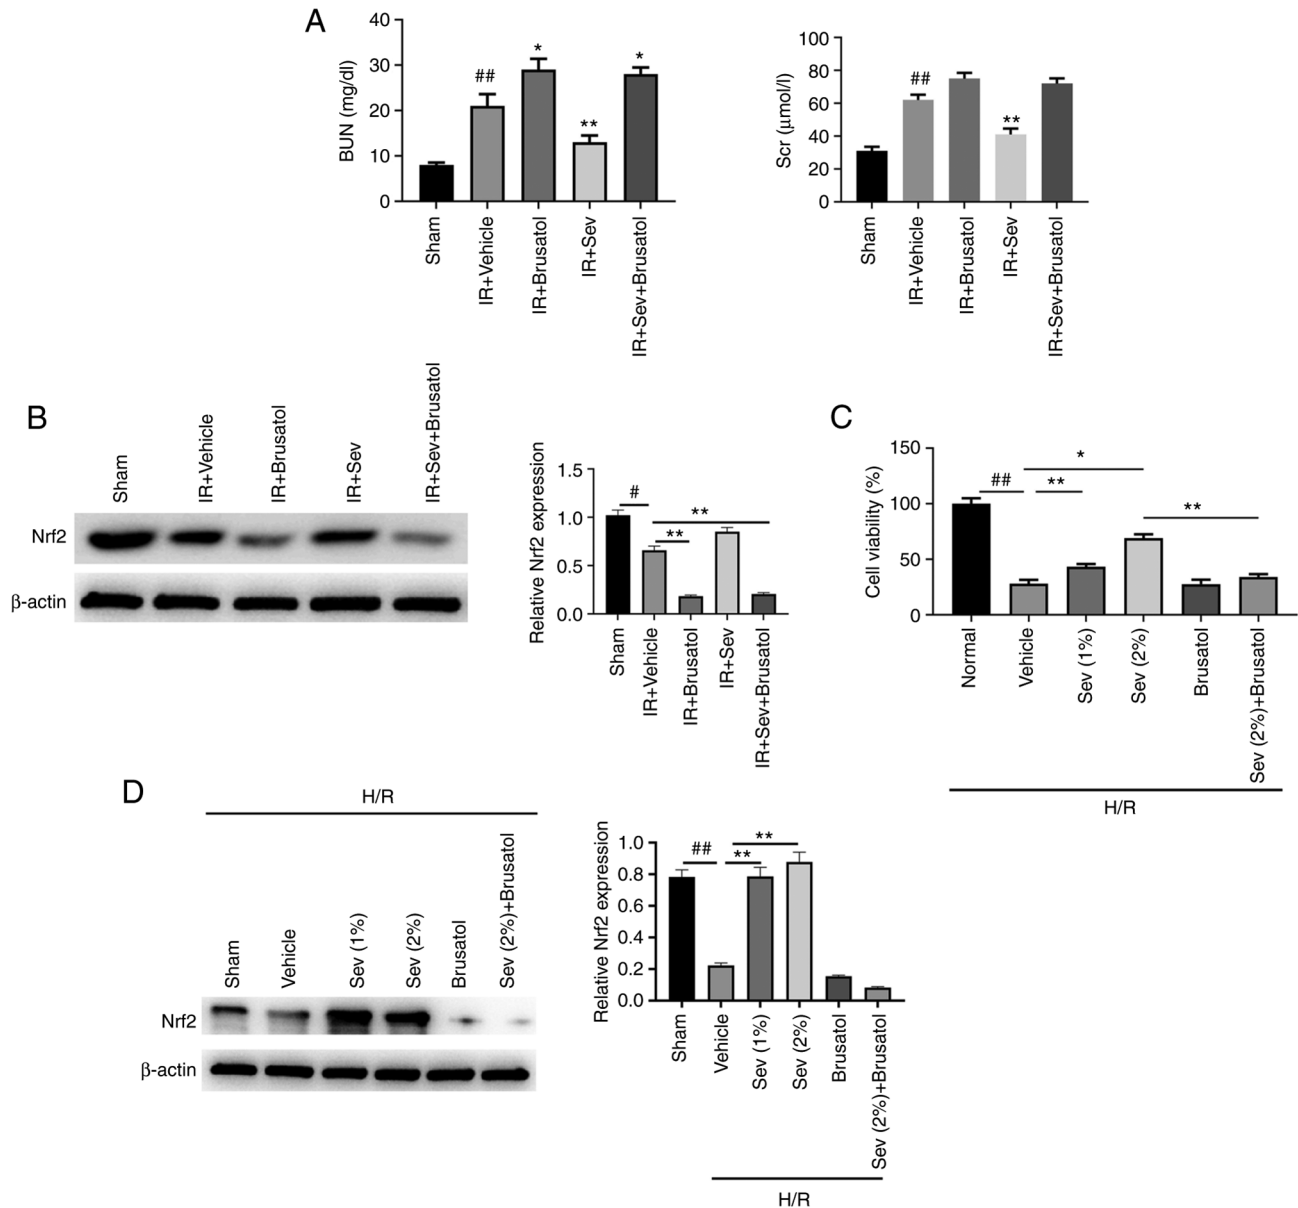 A
BUN (mg/dl)
40
30
20
10
0
##
*
**
*
Sham
IR+Vehicle
IR+Brusatol
IR+Sev
IR+Sev+Brusatol
Scr (μmol/l)
100
80
60
40
20
0
##
**
Sham
IR+Vehicle
IR+Brusatol
IR+Sev
IR+Sev+Brusatol
B
Sham
IR+Vehicle
IR+Brusatol
IR+Sev
IR+Sev+Brusatol
Nrf2
β-actin
Relative Nrf2 expression
1.5
1.0
0.5
0.0
#
**
**
Sham
IR+Vehicle
IR+Brusatol
IR+Sev
IR+Sev+Brusatol
C
Cell viability (%)
150
100
50
0
##
**
*
**
Normal
Vehicle
Sev (1%)
Sev (2%)
Brusatol
Sev (2%)+Brusatol
H/R
D
H/R
Sham
Vehicle
Sev (1%)
Sev (2%)
Brusatol
Sev (2%)+Brusatol
Nrf2
β-actin
Relative Nrf2 expression
1.0
0.8
0.6
0.4
0.2
0.0
##
**
**
Sham
Vehicle
Sev (1%)
Sev (2%)
Brusatol
Sev (2%)+Brusatol
H/R